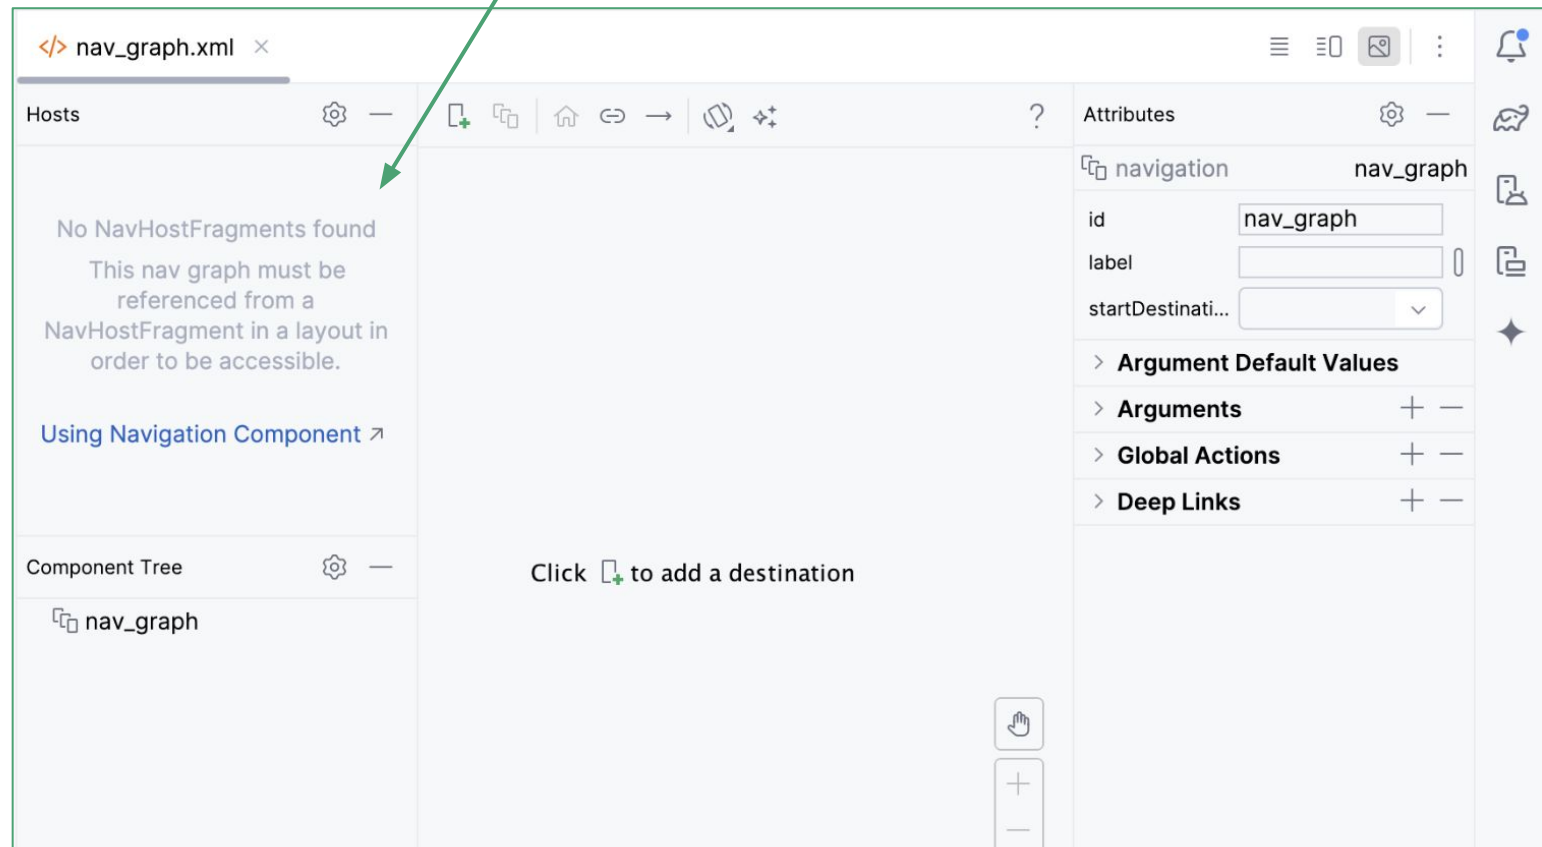 nav_graph.xml
Hosts
No NavHostFragments found
This nav graph must be
referenced from a
NavHostFragment in a layout in
order to be accessible.
Using Navigation Component
Component Tree
nav_graph
?
Click to add a destination
Attributes
navigation nav_graph
id nav_graph
label
startDestinati...
Argument Default Values
Arguments
Global Actions
Deep Links